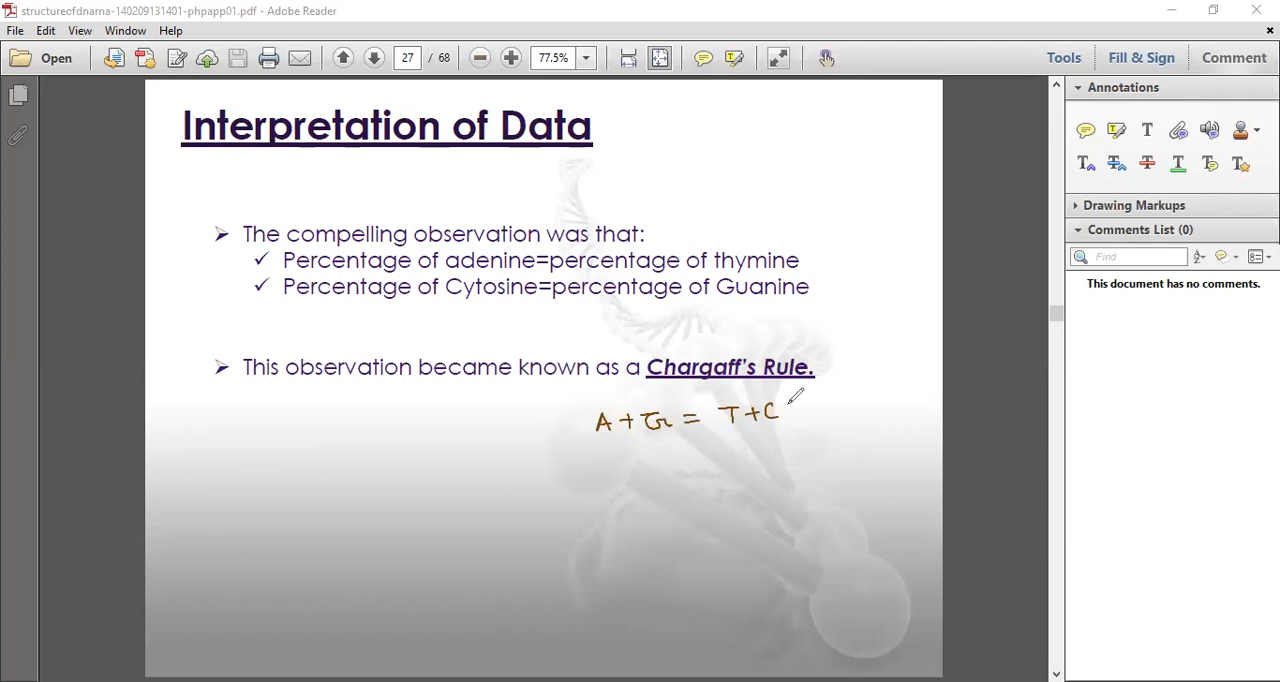 structureofdnarna-140209131401-phpapp01.pdf - Adobe Reader
File Edit View Window Help
Open 27 / 68 77.5% Tools Fill & Sign Comment
Annotations
Interpretation of Data
Drawing Markups
Comments List (0)
Find
This document has no comments.
The compelling observation was that:
Percentage of adenine=percentage of thymine
Percentage of Cytosine=percentage of Guanine
This observation became known as a Chargaff's Rule.
A + G = T + C